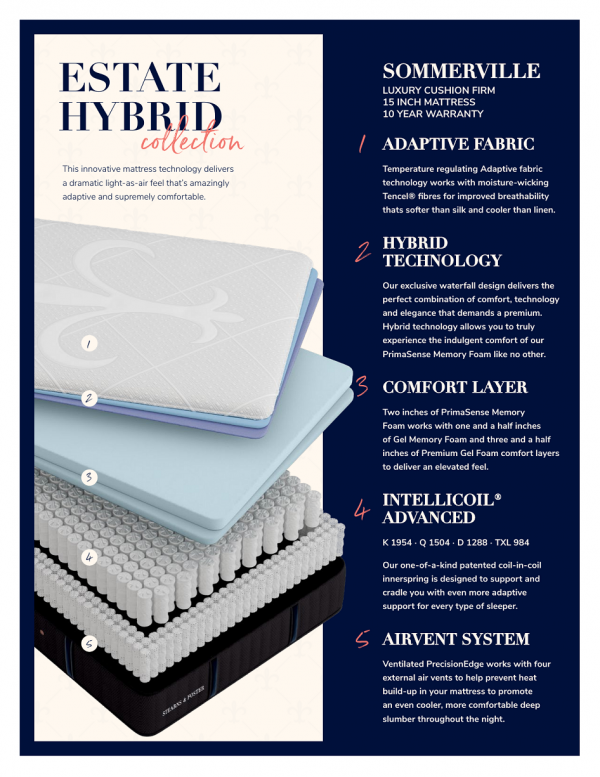 ESTATE
HYBRID
collection
This innovative mattress technology delivers
a dramatic light-as-air feel that's amazingly
adaptive and supremely comfortable.
1
2
3
4
5
STEARNS & FOSTER
SOMMERVILLE
LUXURY CUSHION FIRM
15 INCH MATTRESS
10 YEAR WARRANTY
1 ADAPTIVE FABRIC
Temperature regulating Adaptive fabric
technology works with moisture-wicking
Tencel® fibres for improved breathability
thats softer than silk and cooler than linen.
2 HYBRID
TECHNOLOGY
Our exclusive waterfall design delivers the
perfect combination of comfort, technology
and elegance that demands a premium.
Hybrid technology allows you to truly
experience the indulgent comfort of our
PrimaSense Memory Foam like no other.
3 COMFORT LAYER
Two inches of PrimaSense Memory
Foam works with one and a half inches
of Gel Memory Foam and three and a half
inches of Premium Gel Foam comfort layers
to deliver an elevated feel.
4 INTELLICOIL®
ADVANCED
K 1954 · Q 1504 · D 1288 · TXL 984
Our one-of-a-kind patented coil-in-coil
innerspring is designed to support and
cradle you with even more adaptive
support for every type of sleeper.
5 AIRVENT SYSTEM
Ventilated PrecisionEdge works with four
external air vents to help prevent heat
build-up in your mattress to promote
an even cooler, more comfortable deep
slumber throughout the night.